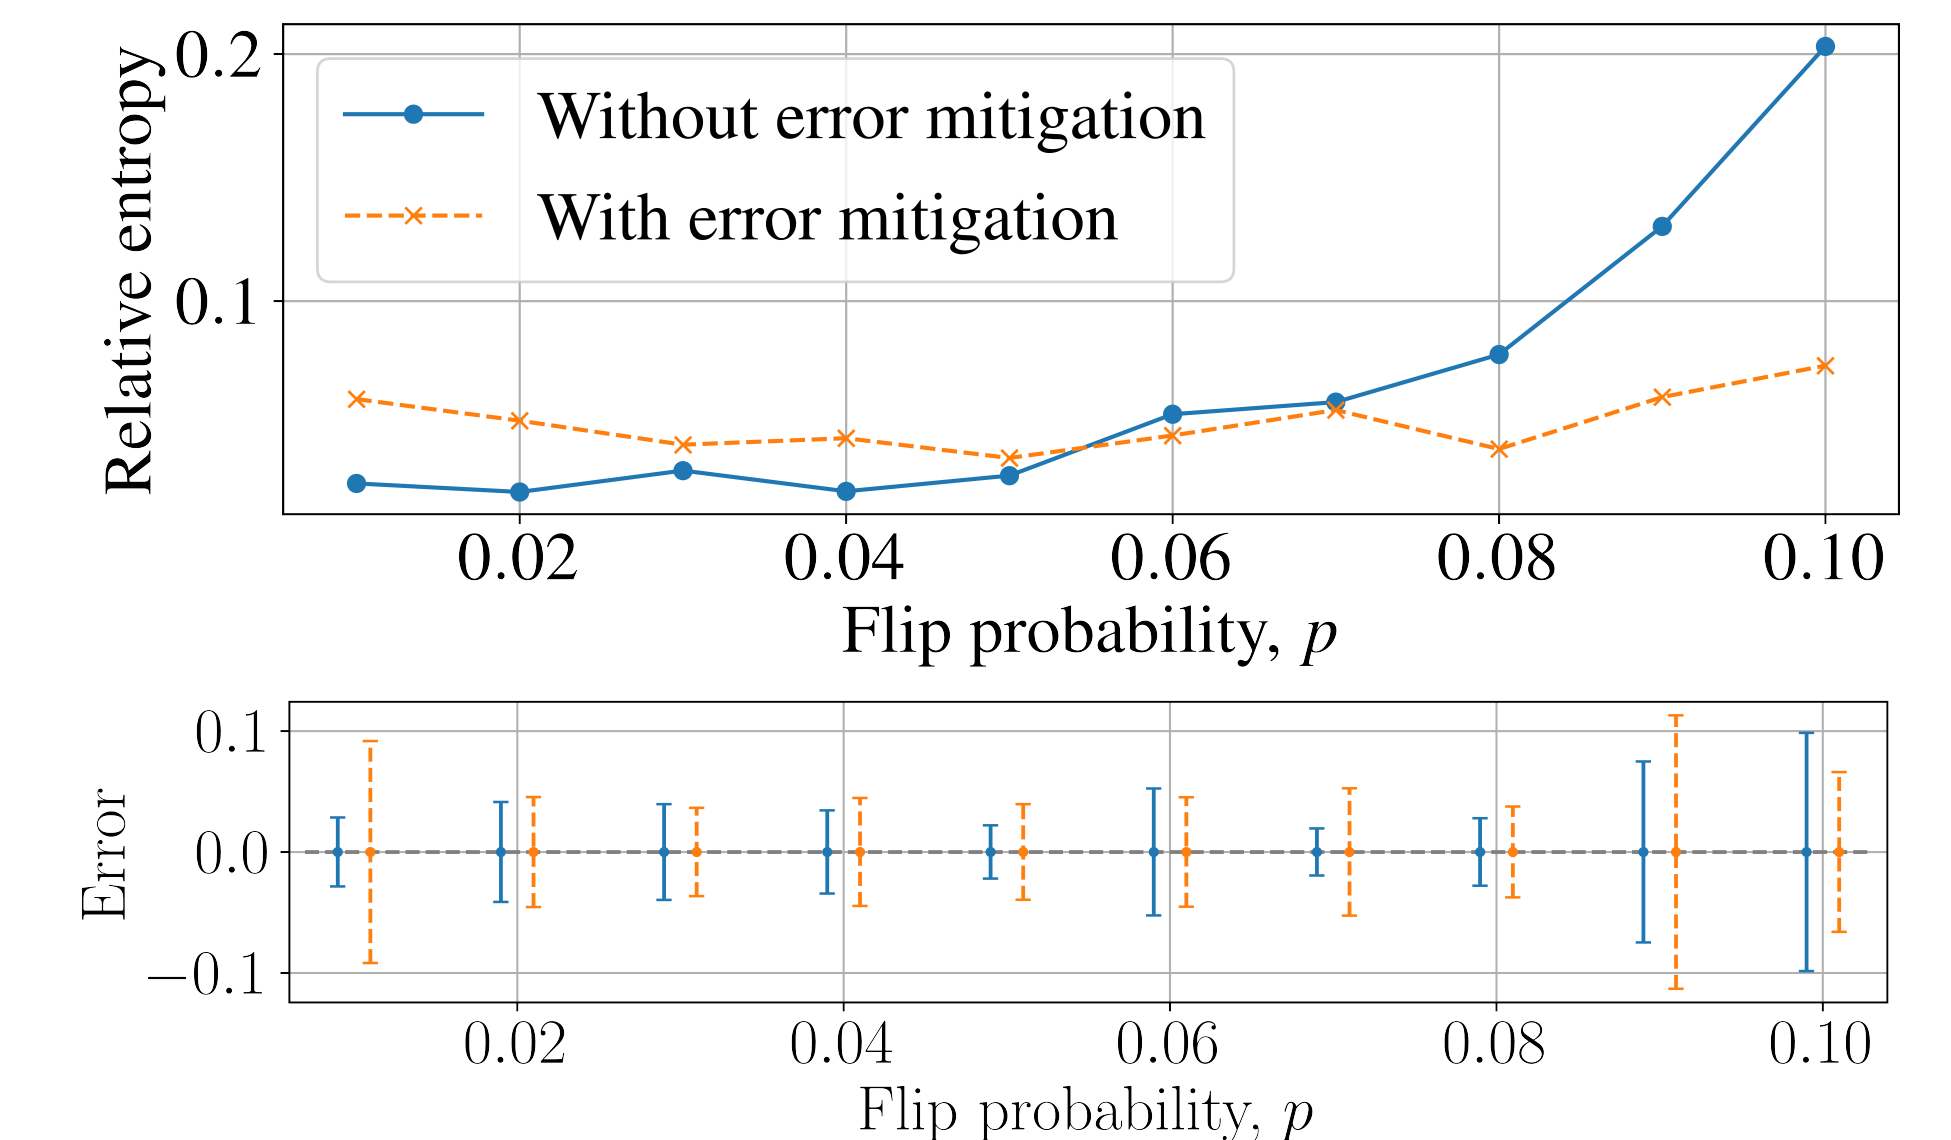 0.2
0.1
Relative entropy
Without error mitigation
With error mitigation
0.02 0.04 0.06 0.08 0.10
Flip probability, p
0.1
0.0
−0.1
Error
0.02 0.04 0.06 0.08 0.10
Flip probability, p